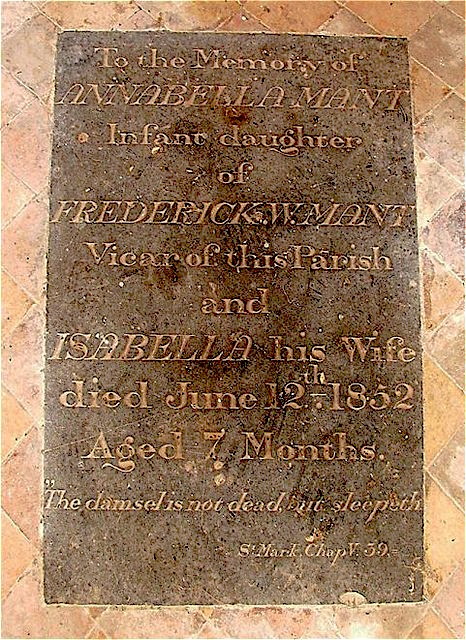 To the Memory of
ANNABELLA MANT
Infant daughter
of
FREDERICK W. MANT
Vicar of this Parish
and
ISABELLA his Wife
died June 12th. 1852
Aged 7 Months.
"The damsel is not dead, but sleepeth
St. Mark, Chap V. 39.